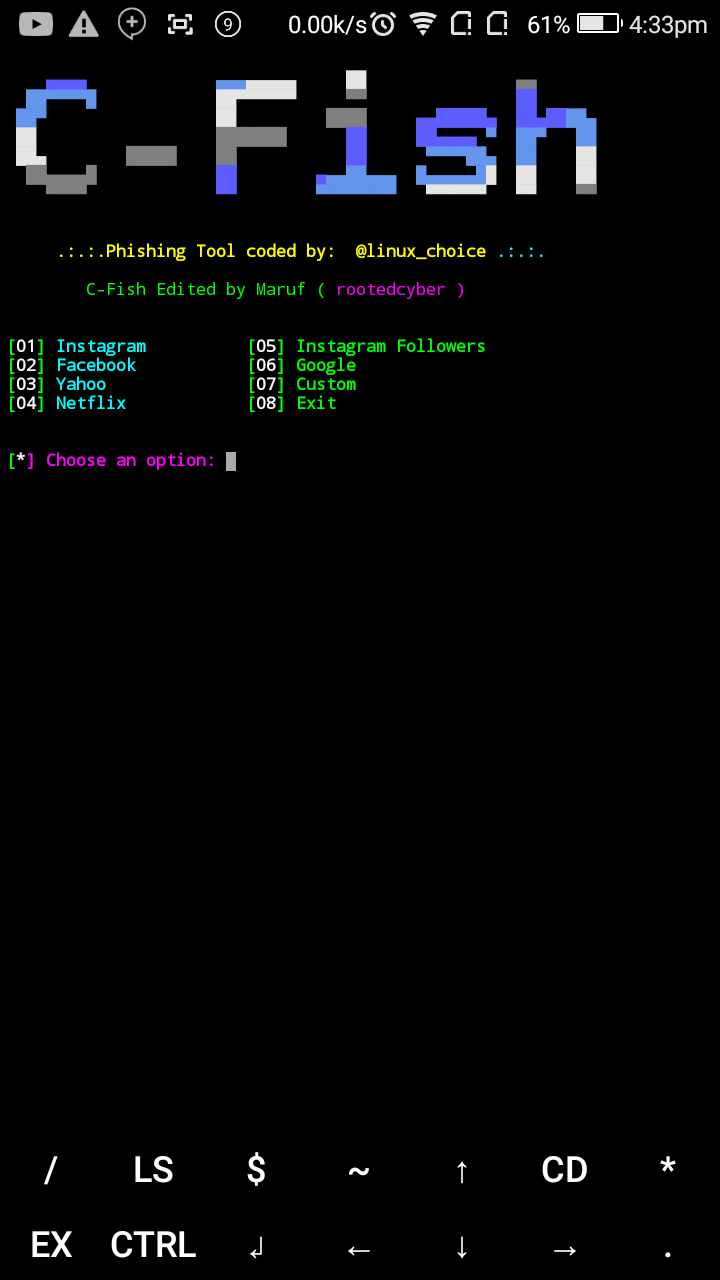 9 0.00k/s 61% 4:33pm
C-Fish
.:.:.Phishing Tool coded by: @linux_choice .:.:.
C-Fish Edited by Maruf ( rootedcyber )
[01] Instagram [05] Instagram Followers
[02] Facebook [06] Google
[03] Yahoo [07] Custom
[04] Netflix [08] Exit
[*] Choose an option:
/ LS $ ~ ↑ CD *
EX CTRL ↲ ← ↓ → .